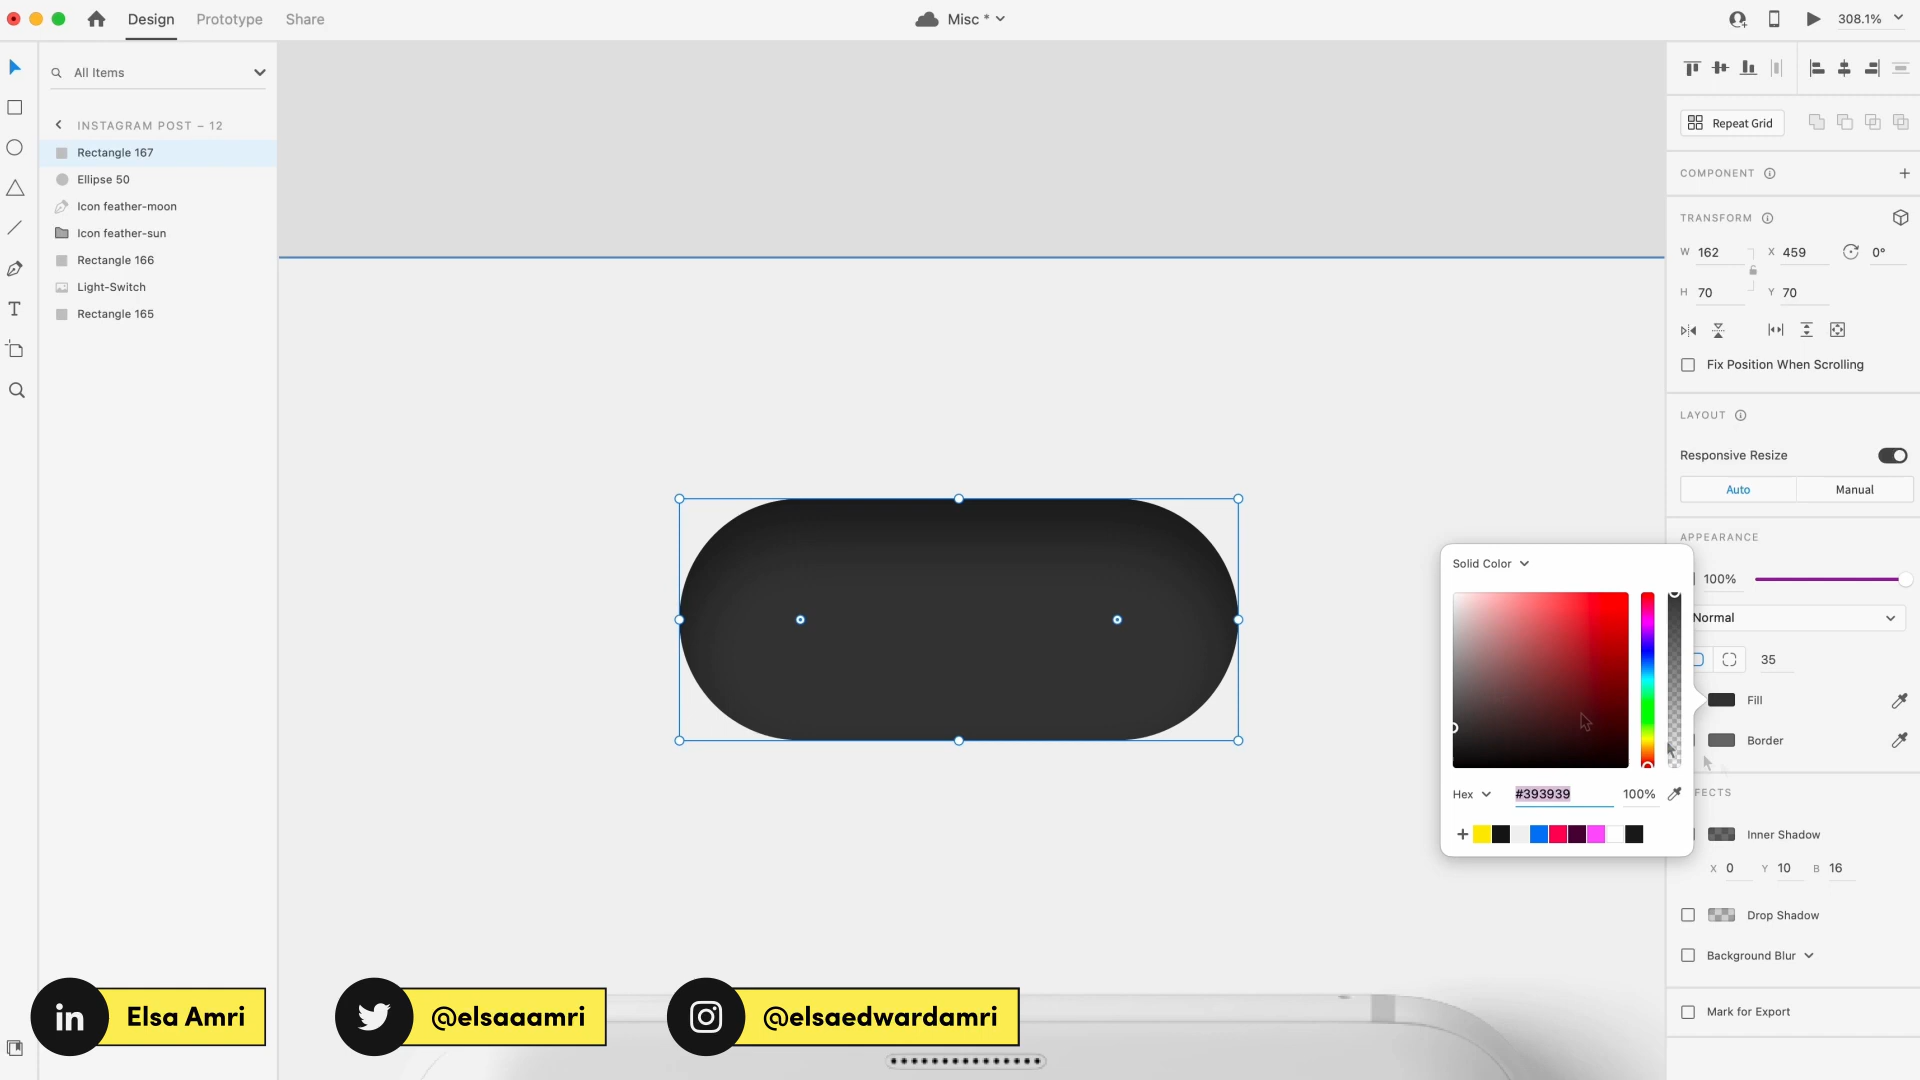 Design
Prototype
Share
Misc *
308.1%
All Items
INSTAGRAM POST – 12
Rectangle 167
Ellipse 50
Icon feather-moon
Icon feather-sun
Rectangle 166
Light-Switch
Rectangle 165
Repeat Grid
COMPONENT
TRANSFORM
W 162 X 459 0°
H 70 Y 70
Fix Position When Scrolling
LAYOUT
Responsive Resize
Auto Manual
APPEARANCE
100%
Normal
35
Fill
Border
FECTS
Inner Shadow
X 0 Y 10 B 16
Drop Shadow
Background Blur
Mark for Export
Solid Color
Hex #393939 100%
in Elsa Amri
@elsaaamri
@elsaedwardamri